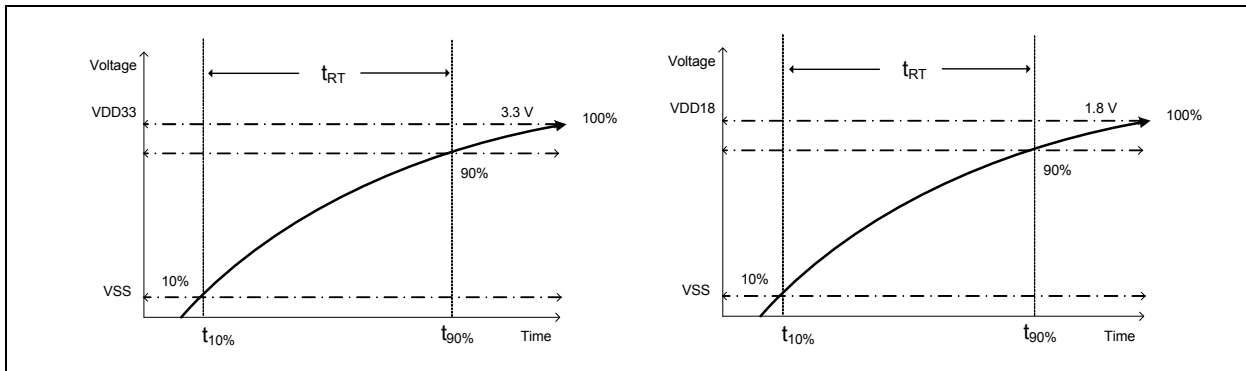 Voltage
tRT
VDD33
3.3 V
100%
90%
10%
VSS
t10%
t90%
Time
Voltage
tRT
VDD18
1.8 V
100%
90%
10%
VSS
t10%
t90%
Time